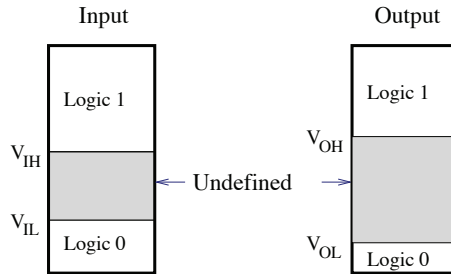 Input
Output
Logic 1
Logic 1
V_IH
V_OH
Undefined
V_IL
Logic 0
V_OL
Logic 0